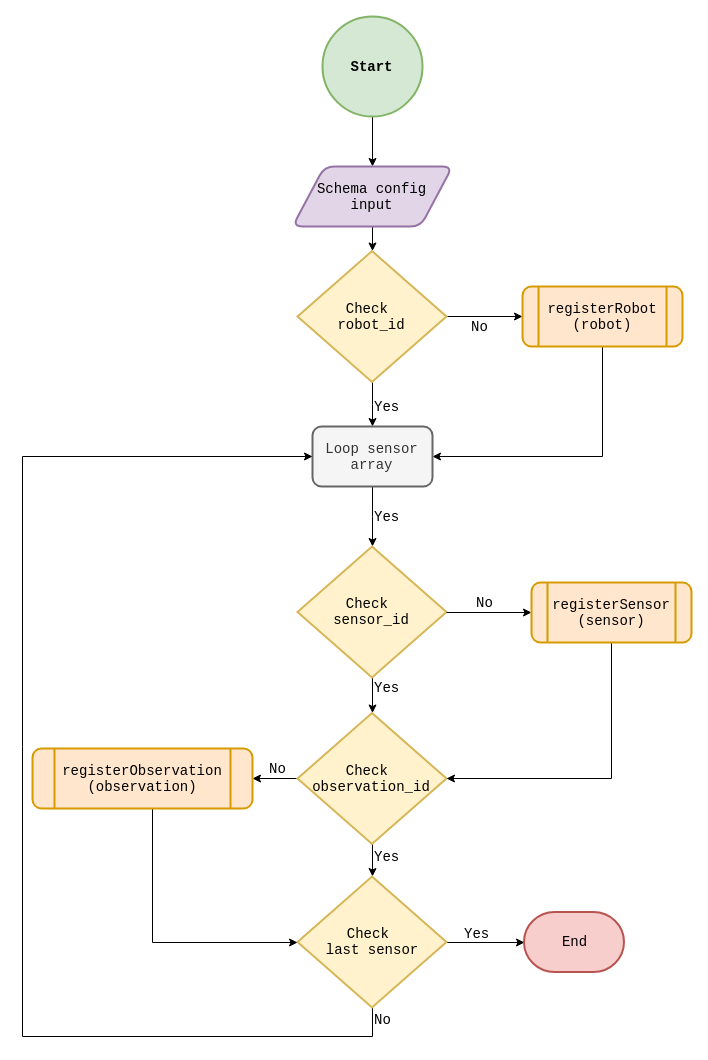 Start
Schema config
input
Check
robot_id
No
registerRobot
(robot)
Yes
Loop sensor
array
Yes
Check
sensor_id
No
registerSensor
(sensor)
Yes
registerObservation
(observation)
No
Check
observation_id
Yes
Check
last sensor
Yes
End
No